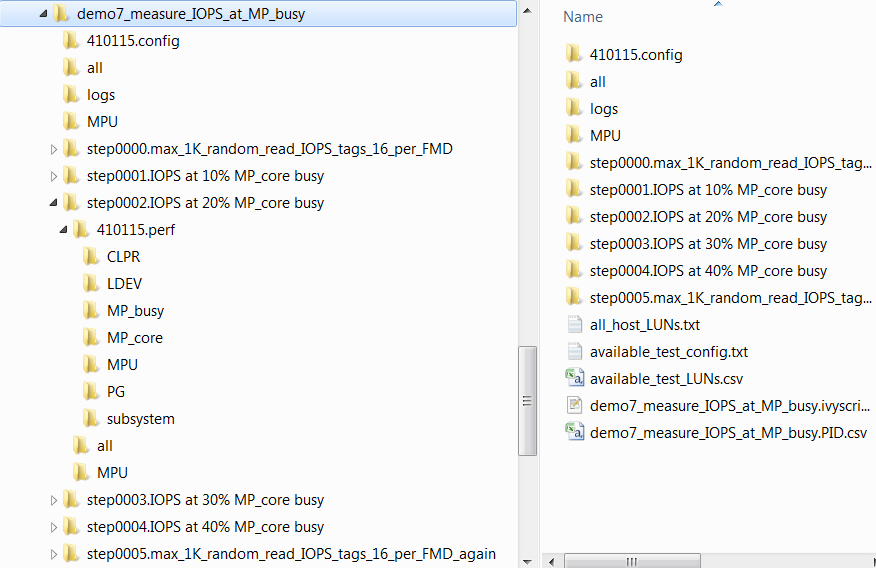 demo7_measure_IOPS_at_MP_busy
410115.config
all
logs
MPU
step0000.max_1K_random_read_IOPS_tags_16_per_FMD
step0001.IOPS at 10% MP_core busy
step0002.IOPS at 20% MP_core busy
410115.perf
CLPR
LDEV
MP_busy
MP_core
MPU
PG
subsystem
all
MPU
step0003.IOPS at 30% MP_core busy
step0004.IOPS at 40% MP_core busy
step0005.max_1K_random_read_IOPS_tags_16_per_FMD_again
Name
410115.config
all
logs
MPU
step0000.max_1K_random_read_IOPS_tag...
step0001.IOPS at 10% MP_core busy
step0002.IOPS at 20% MP_core busy
step0003.IOPS at 30% MP_core busy
step0004.IOPS at 40% MP_core busy
step0005.max_1K_random_read_IOPS_tag...
all_host_LUNs.txt
available_test_config.txt
available_test_LUNs.csv
demo7_measure_IOPS_at_MP_busy.ivyscri...
demo7_measure_IOPS_at_MP_busy.PID.csv